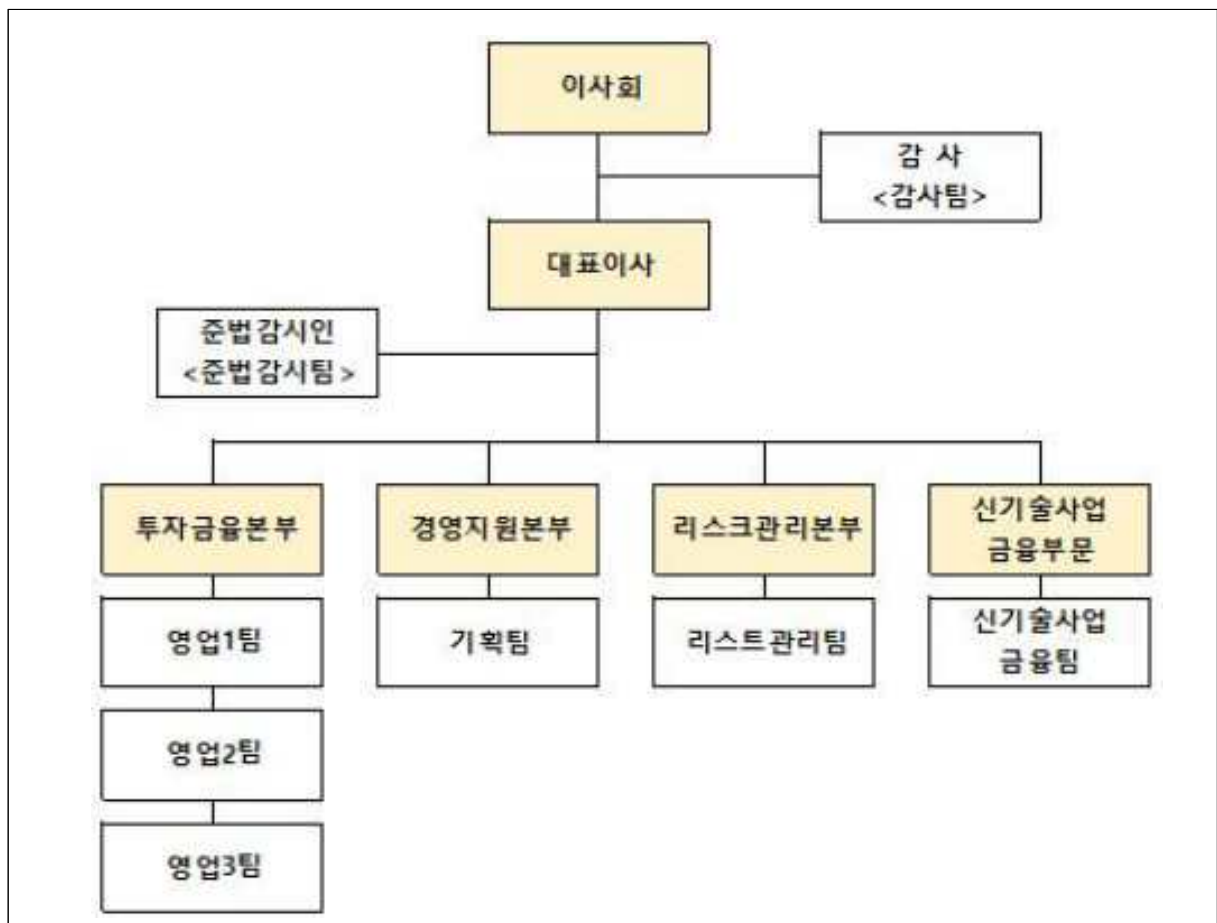 이사회
감 사
<감사팀>
대표이사
준법감시인
<준법감시팀>
투자금융본부
경영지원본부
리스크관리본부
신기술사업
금융부문
영업1팀
기획팀
리스트관리팀
신기술사업
금융팀
영업2팀
영업3팀